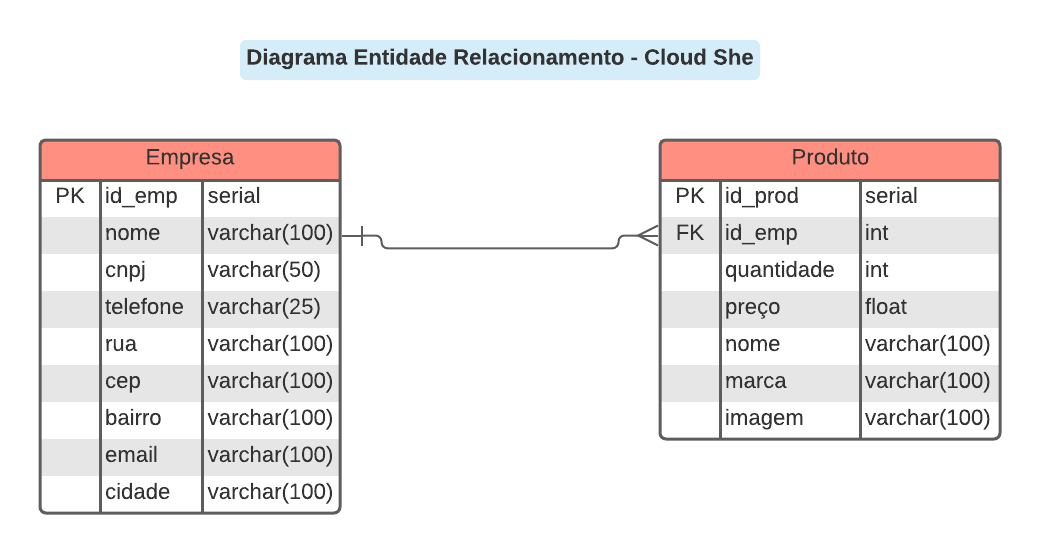 Diagrama Entidade Relacionamento - Cloud She
Empresa
PK id_emp serial
nome varchar(100)
cnpj varchar(50)
telefone varchar(25)
rua varchar(100)
cep varchar(100)
bairro varchar(100)
email varchar(100)
cidade varchar(100)
Produto
PK id_prod serial
FK id_emp int
quantidade int
preço float
nome varchar(100)
marca varchar(100)
imagem varchar(100)